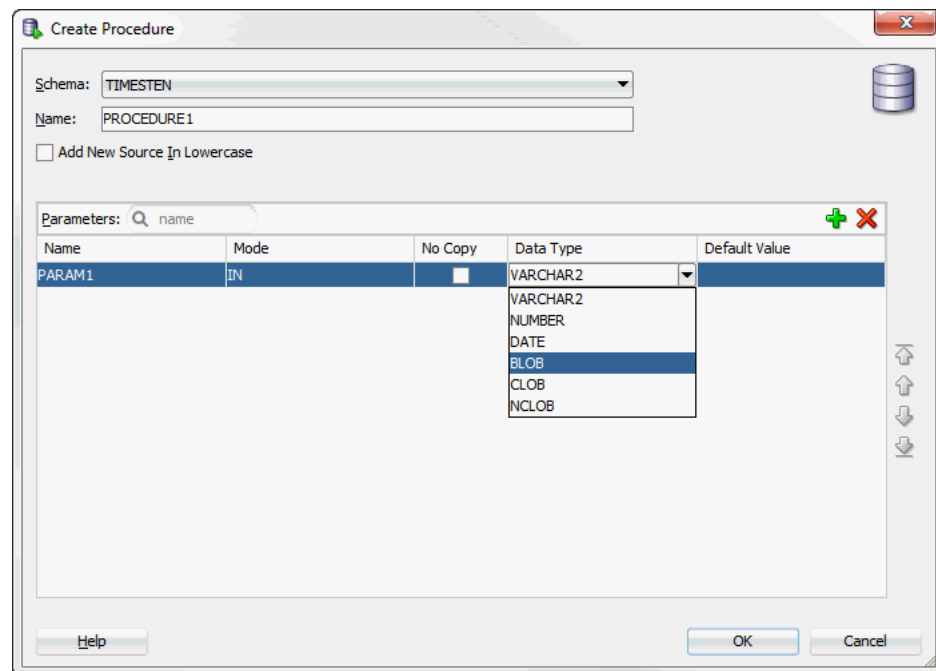 Create Procedure
Schema: TIMESTEN
Name: PROCEDURE1
Add New Source In Lowercase
Parameters: name
Name Mode No Copy Data Type Default Value
PARAM1 IN VARCHAR2
VARCHAR2
NUMBER
DATE
BLOB
CLOB
NCLOB
Help OK Cancel